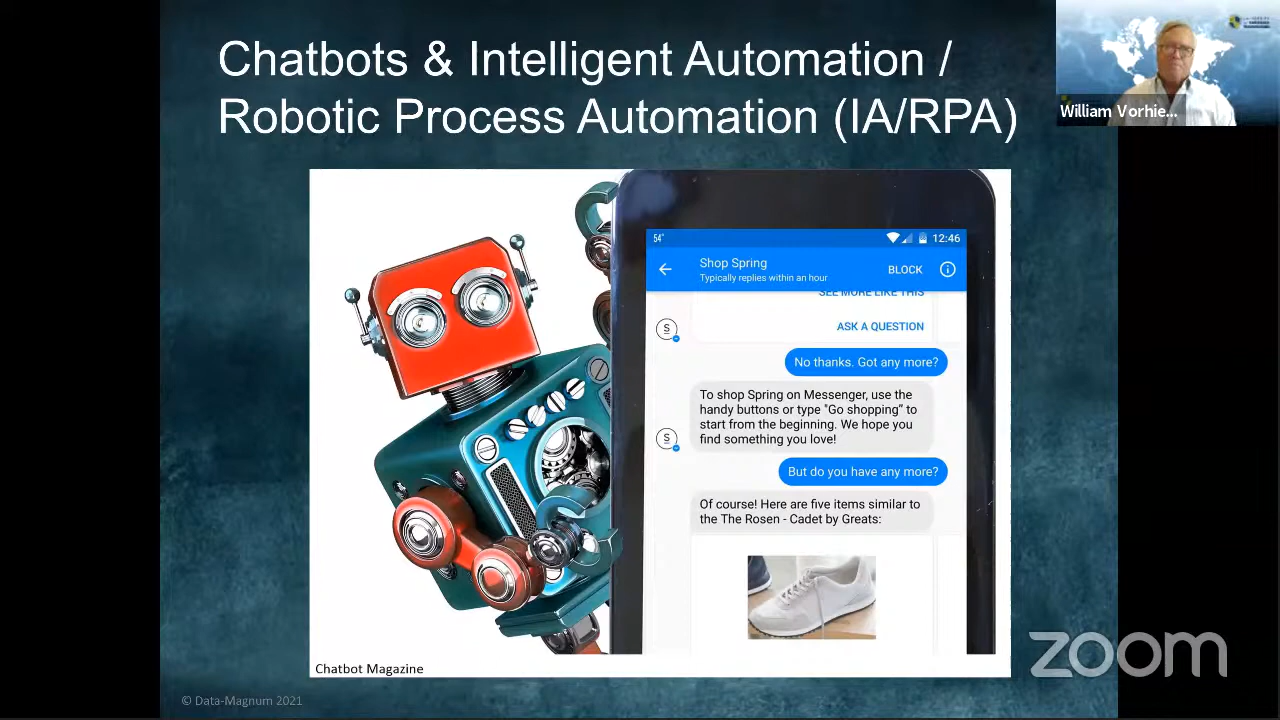 Chatbots & Intelligent Automation /
Robotic Process Automation (IA/RPA)
William Vorhie...
54°
12:46
Shop Spring
Typically replies within an hour
BLOCK
SEE MORE LIKE THIS
ASK A QUESTION
S
No thanks. Got any more?
To shop Spring on Messenger, use the
handy buttons or type "Go shopping” to
start from the beginning. We hope you
find something you love!
S
But do you have any more?
Of course! Here are five items similar to
the The Rosen - Cadet by Greats:
Chatbot Magazine
zoom
© Data-Magnum 2021